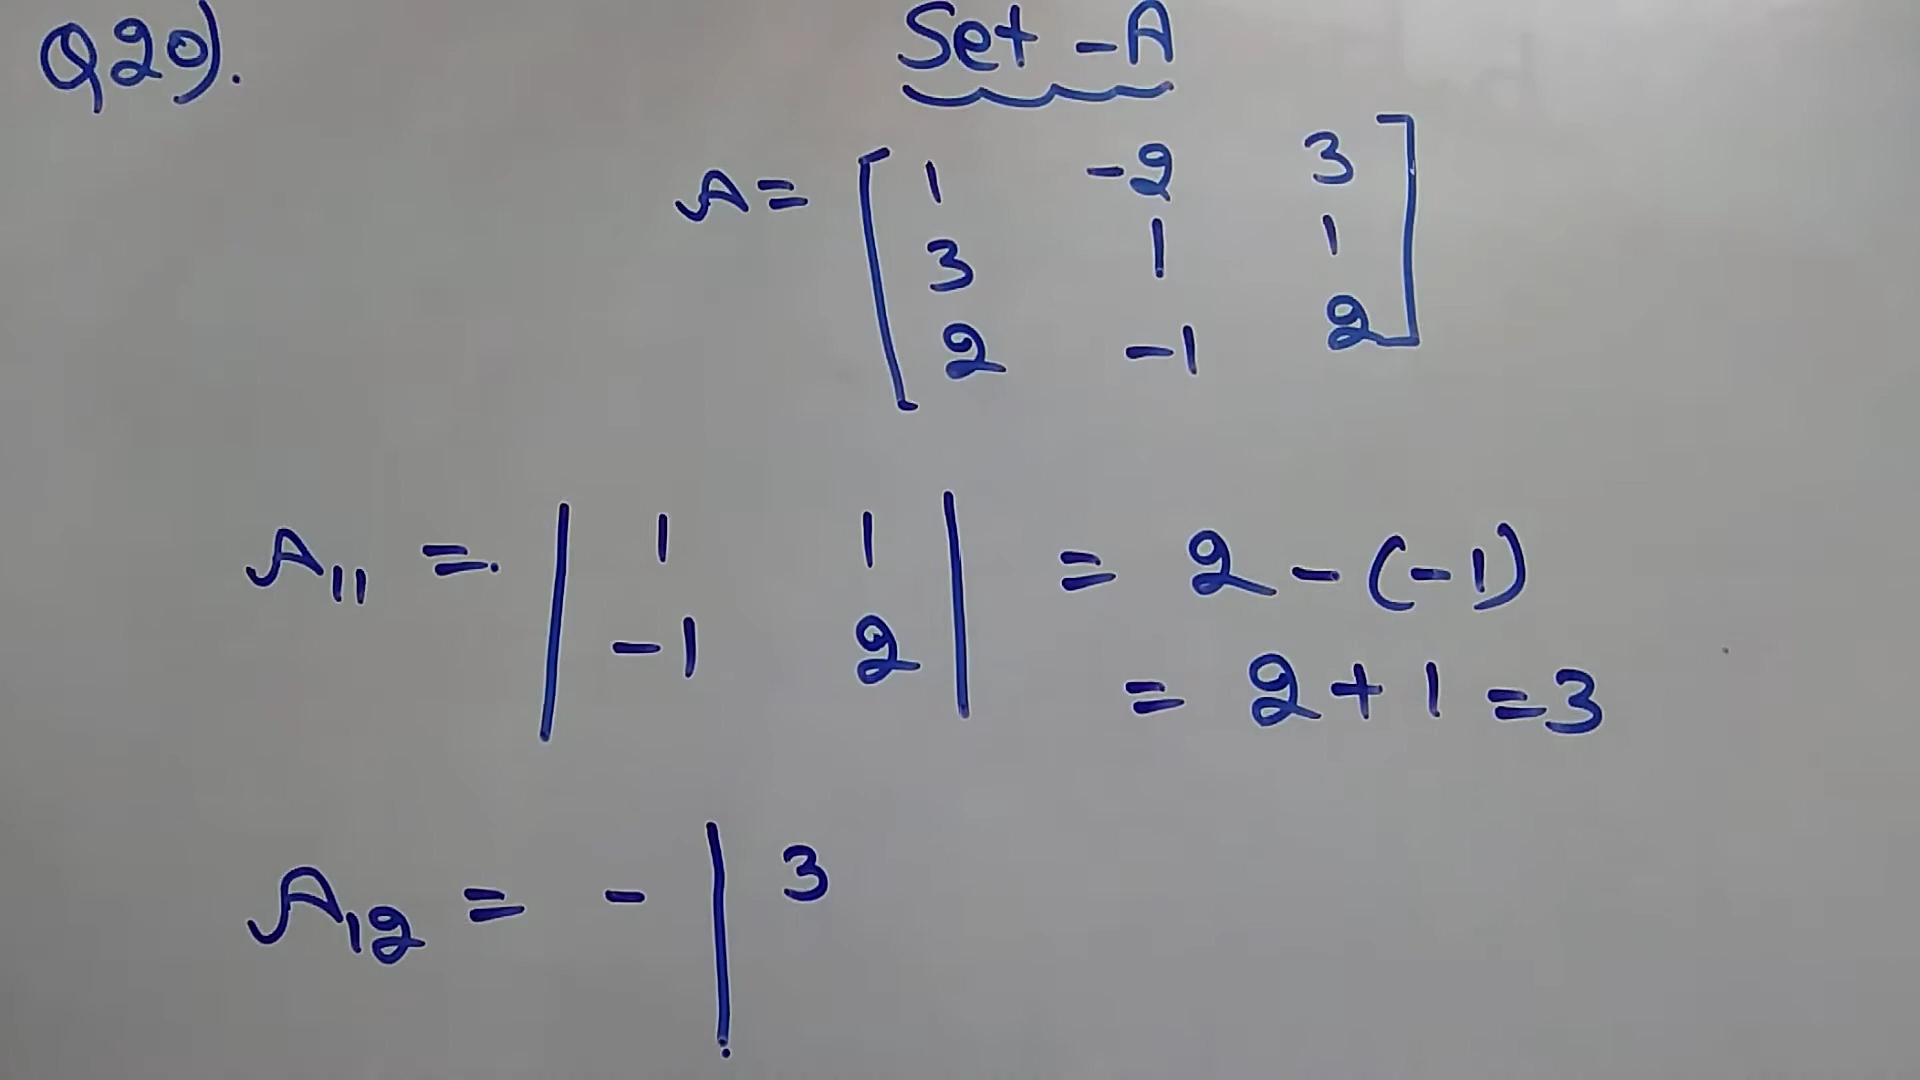 Q20).
Set - A
A = [ 1 -2 3
3 1 1
2 -1 2 ]
A11 = | 1 1 | = 2 - (-1)
-1 2
= 2 + 1 = 3
A12 = - | 3